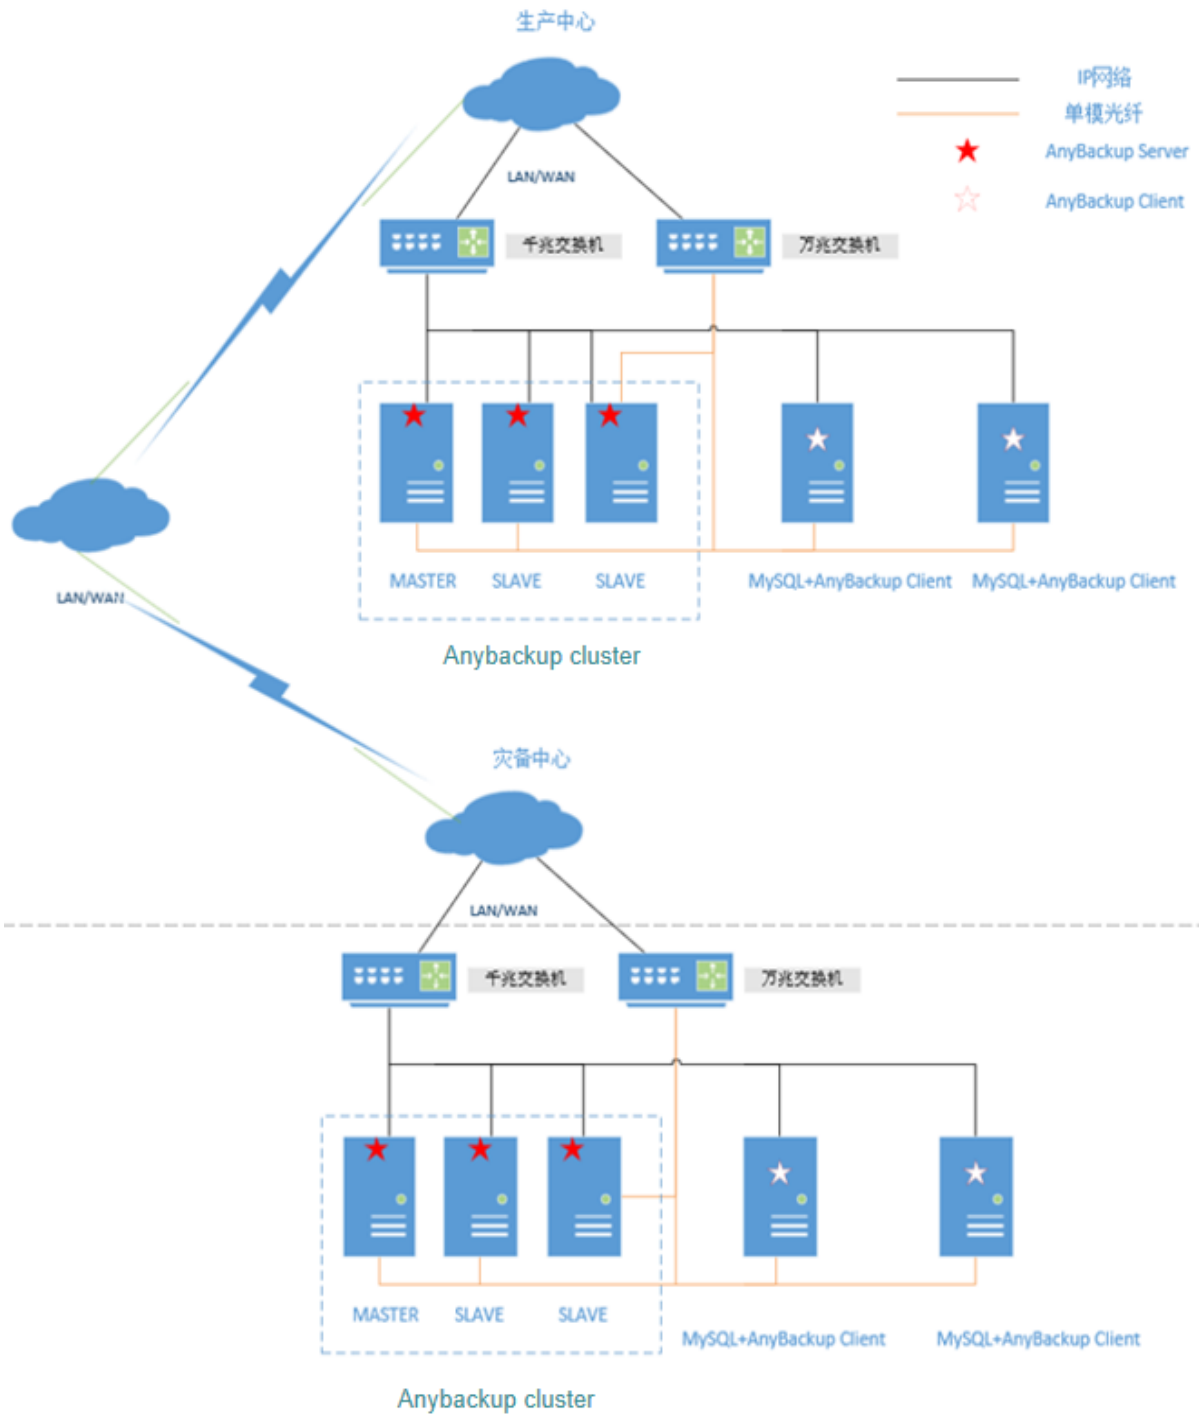 生产中心
IP网络
单模光纤
AnyBackup Server
AnyBackup Client
LAN/WAN
千兆交换机
万兆交换机
MASTER
SLAVE
SLAVE
MySQL+AnyBackup Client
MySQL+AnyBackup Client
LAN/WAN
Anybackup cluster
灾备中心
LAN/WAN
千兆交换机
万兆交换机
MASTER
SLAVE
SLAVE
MySQL+AnyBackup Client
MySQL+AnyBackup Client
Anybackup cluster